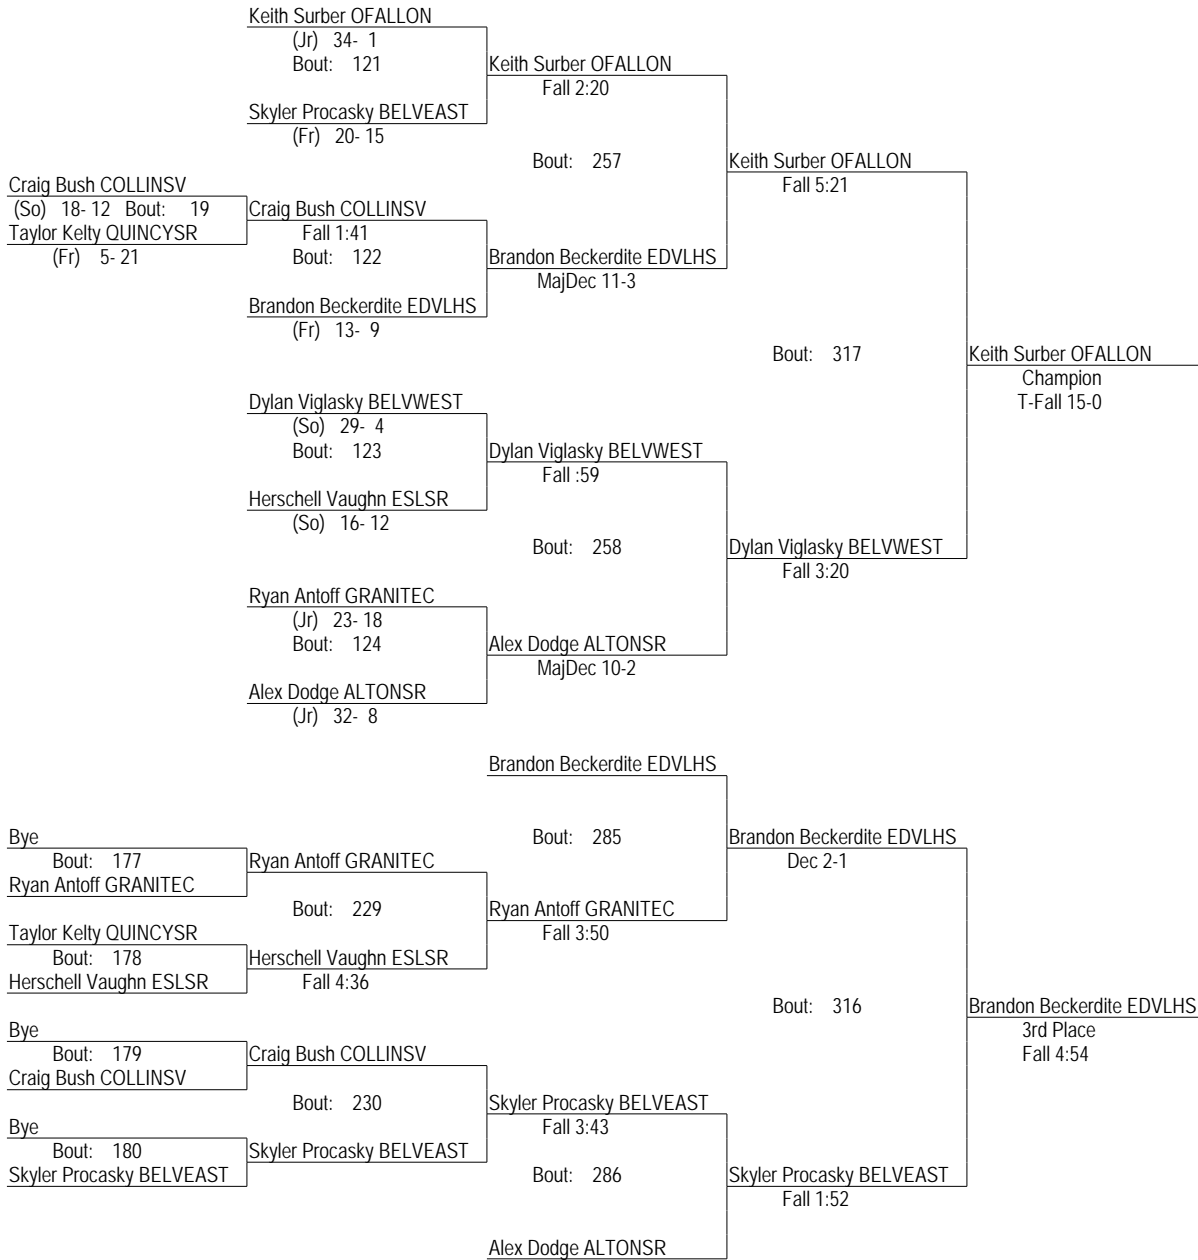 Keith Surber OFALLON
(Jr) 34- 1
Bout: 121
Keith Surber OFALLON
Fall 2:20
Skyler Procasky BELVEAST
(Fr) 20- 15
Bout: 257
Keith Surber OFALLON
Fall 5:21
Craig Bush COLLINSV
(So) 18- 12 Bout: 19
Taylor Kelty QUINCYSR
(Fr) 5- 21
Craig Bush COLLINSV
Fall 1:41
Bout: 122
Brandon Beckerdite EDVLHS
MajDec 11-3
Brandon Beckerdite EDVLHS
(Fr) 13- 9
Bout: 317
Keith Surber OFALLON
Champion
T-Fall 15-0
Dylan Viglasky BELVWEST
(So) 29- 4
Bout: 123
Dylan Viglasky BELVWEST
Fall :59
Herschell Vaughn ESLSR
(So) 16- 12
Bout: 258
Dylan Viglasky BELVWEST
Fall 3:20
Ryan Antoff GRANITEC
(Jr) 23- 18
Bout: 124
Alex Dodge ALTONSR
MajDec 10-2
Alex Dodge ALTONSR
(Jr) 32- 8
Brandon Beckerdite EDVLHS
Bout: 285
Brandon Beckerdite EDVLHS
Dec 2-1
Bye
Bout: 177
Ryan Antoff GRANITEC
Ryan Antoff GRANITEC
Bout: 229
Ryan Antoff GRANITEC
Fall 3:50
Taylor Kelty QUINCYSR
Bout: 178
Herschell Vaughn ESLSR
Herschell Vaughn ESLSR
Fall 4:36
Bout: 316
Brandon Beckerdite EDVLHS
3rd Place
Fall 4:54
Bye
Bout: 179
Craig Bush COLLINSV
Craig Bush COLLINSV
Bout: 230
Skyler Procasky BELVEAST
Fall 3:43
Bye
Bout: 180
Skyler Procasky BELVEAST
Skyler Procasky BELVEAST
Bout: 286
Skyler Procasky BELVEAST
Fall 1:52
Alex Dodge ALTONSR